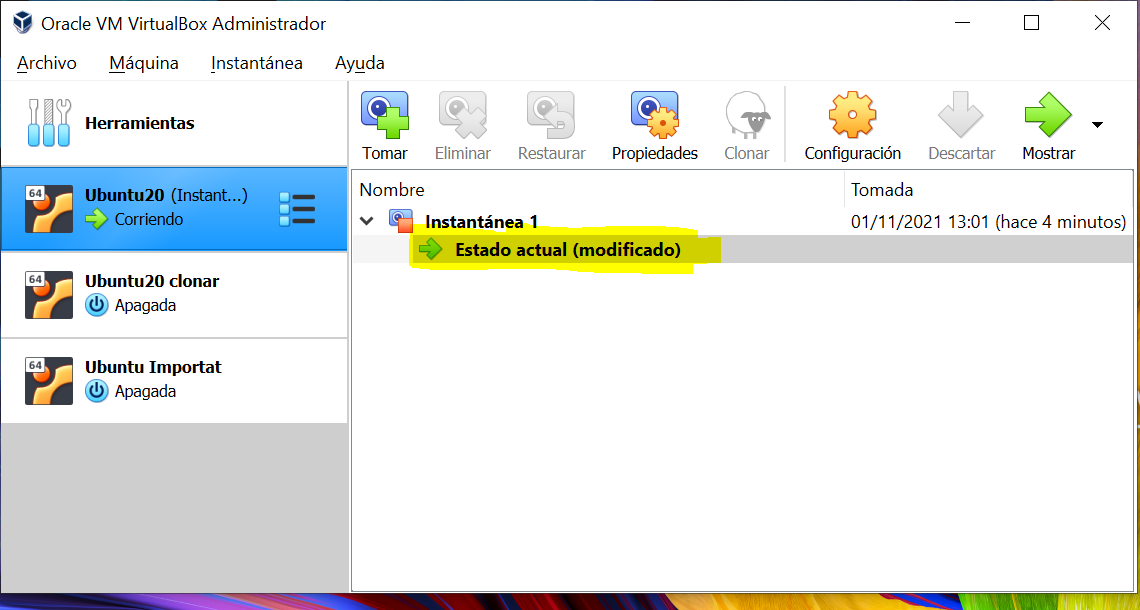 Oracle VM VirtualBox Administrador
Archivo Máquina Instantánea Ayuda
Herramientas
Tomar Eliminar Restaurar Propiedades Clonar Configuración Descartar Mostrar
64
Ubuntu20 (Instant...)
Corriendo
64
Ubuntu20 clonar
Apagada
64
Ubuntu Importat
Apagada
Nombre Tomada
Instantánea 1 01/11/2021 13:01 (hace 4 minutos)
Estado actual (modificado)